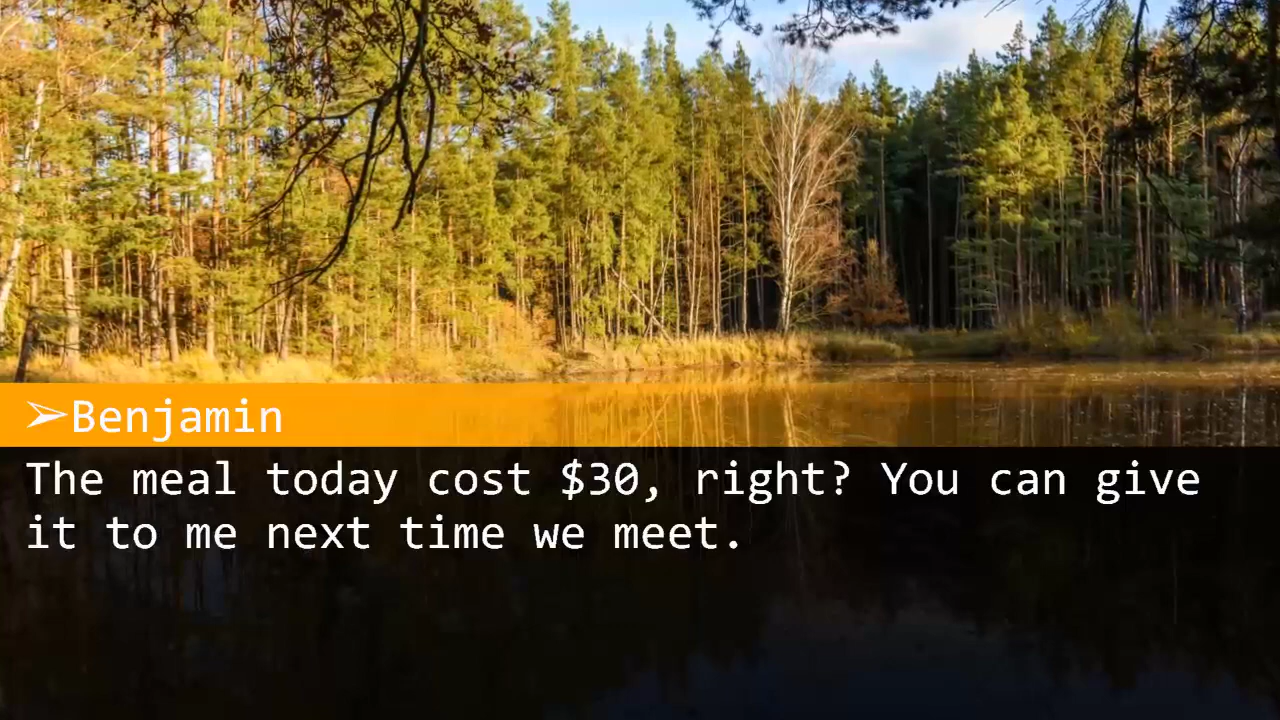 ➢Benjamin
The meal today cost $30, right? You can give
it to me next time we meet.